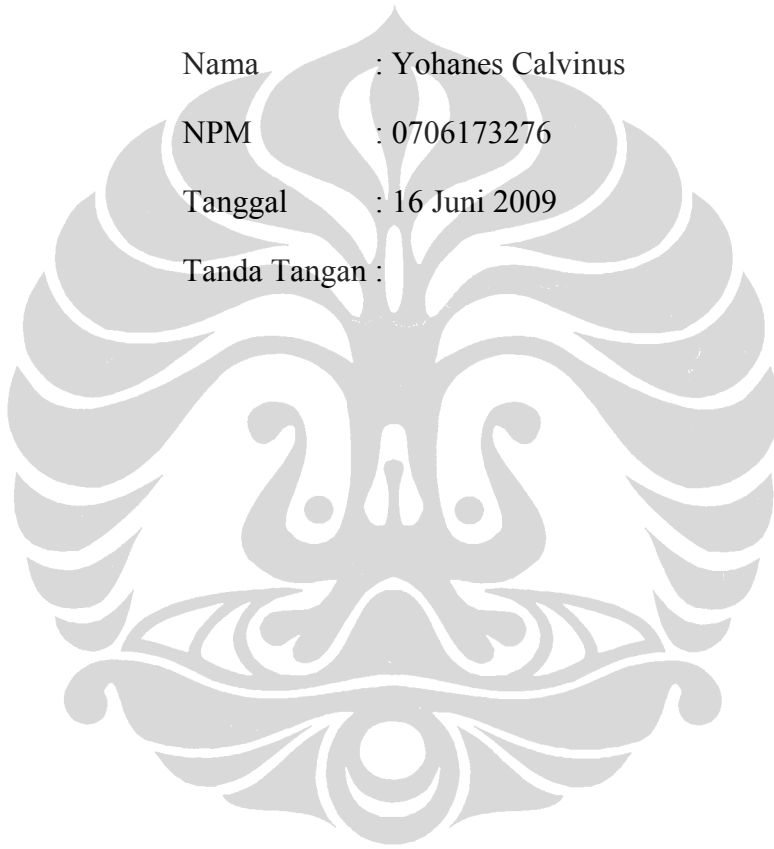 Nama : Yohanes Calvinus
NPM : 0706173276
Tanggal : 16 Juni 2009
Tanda Tangan :